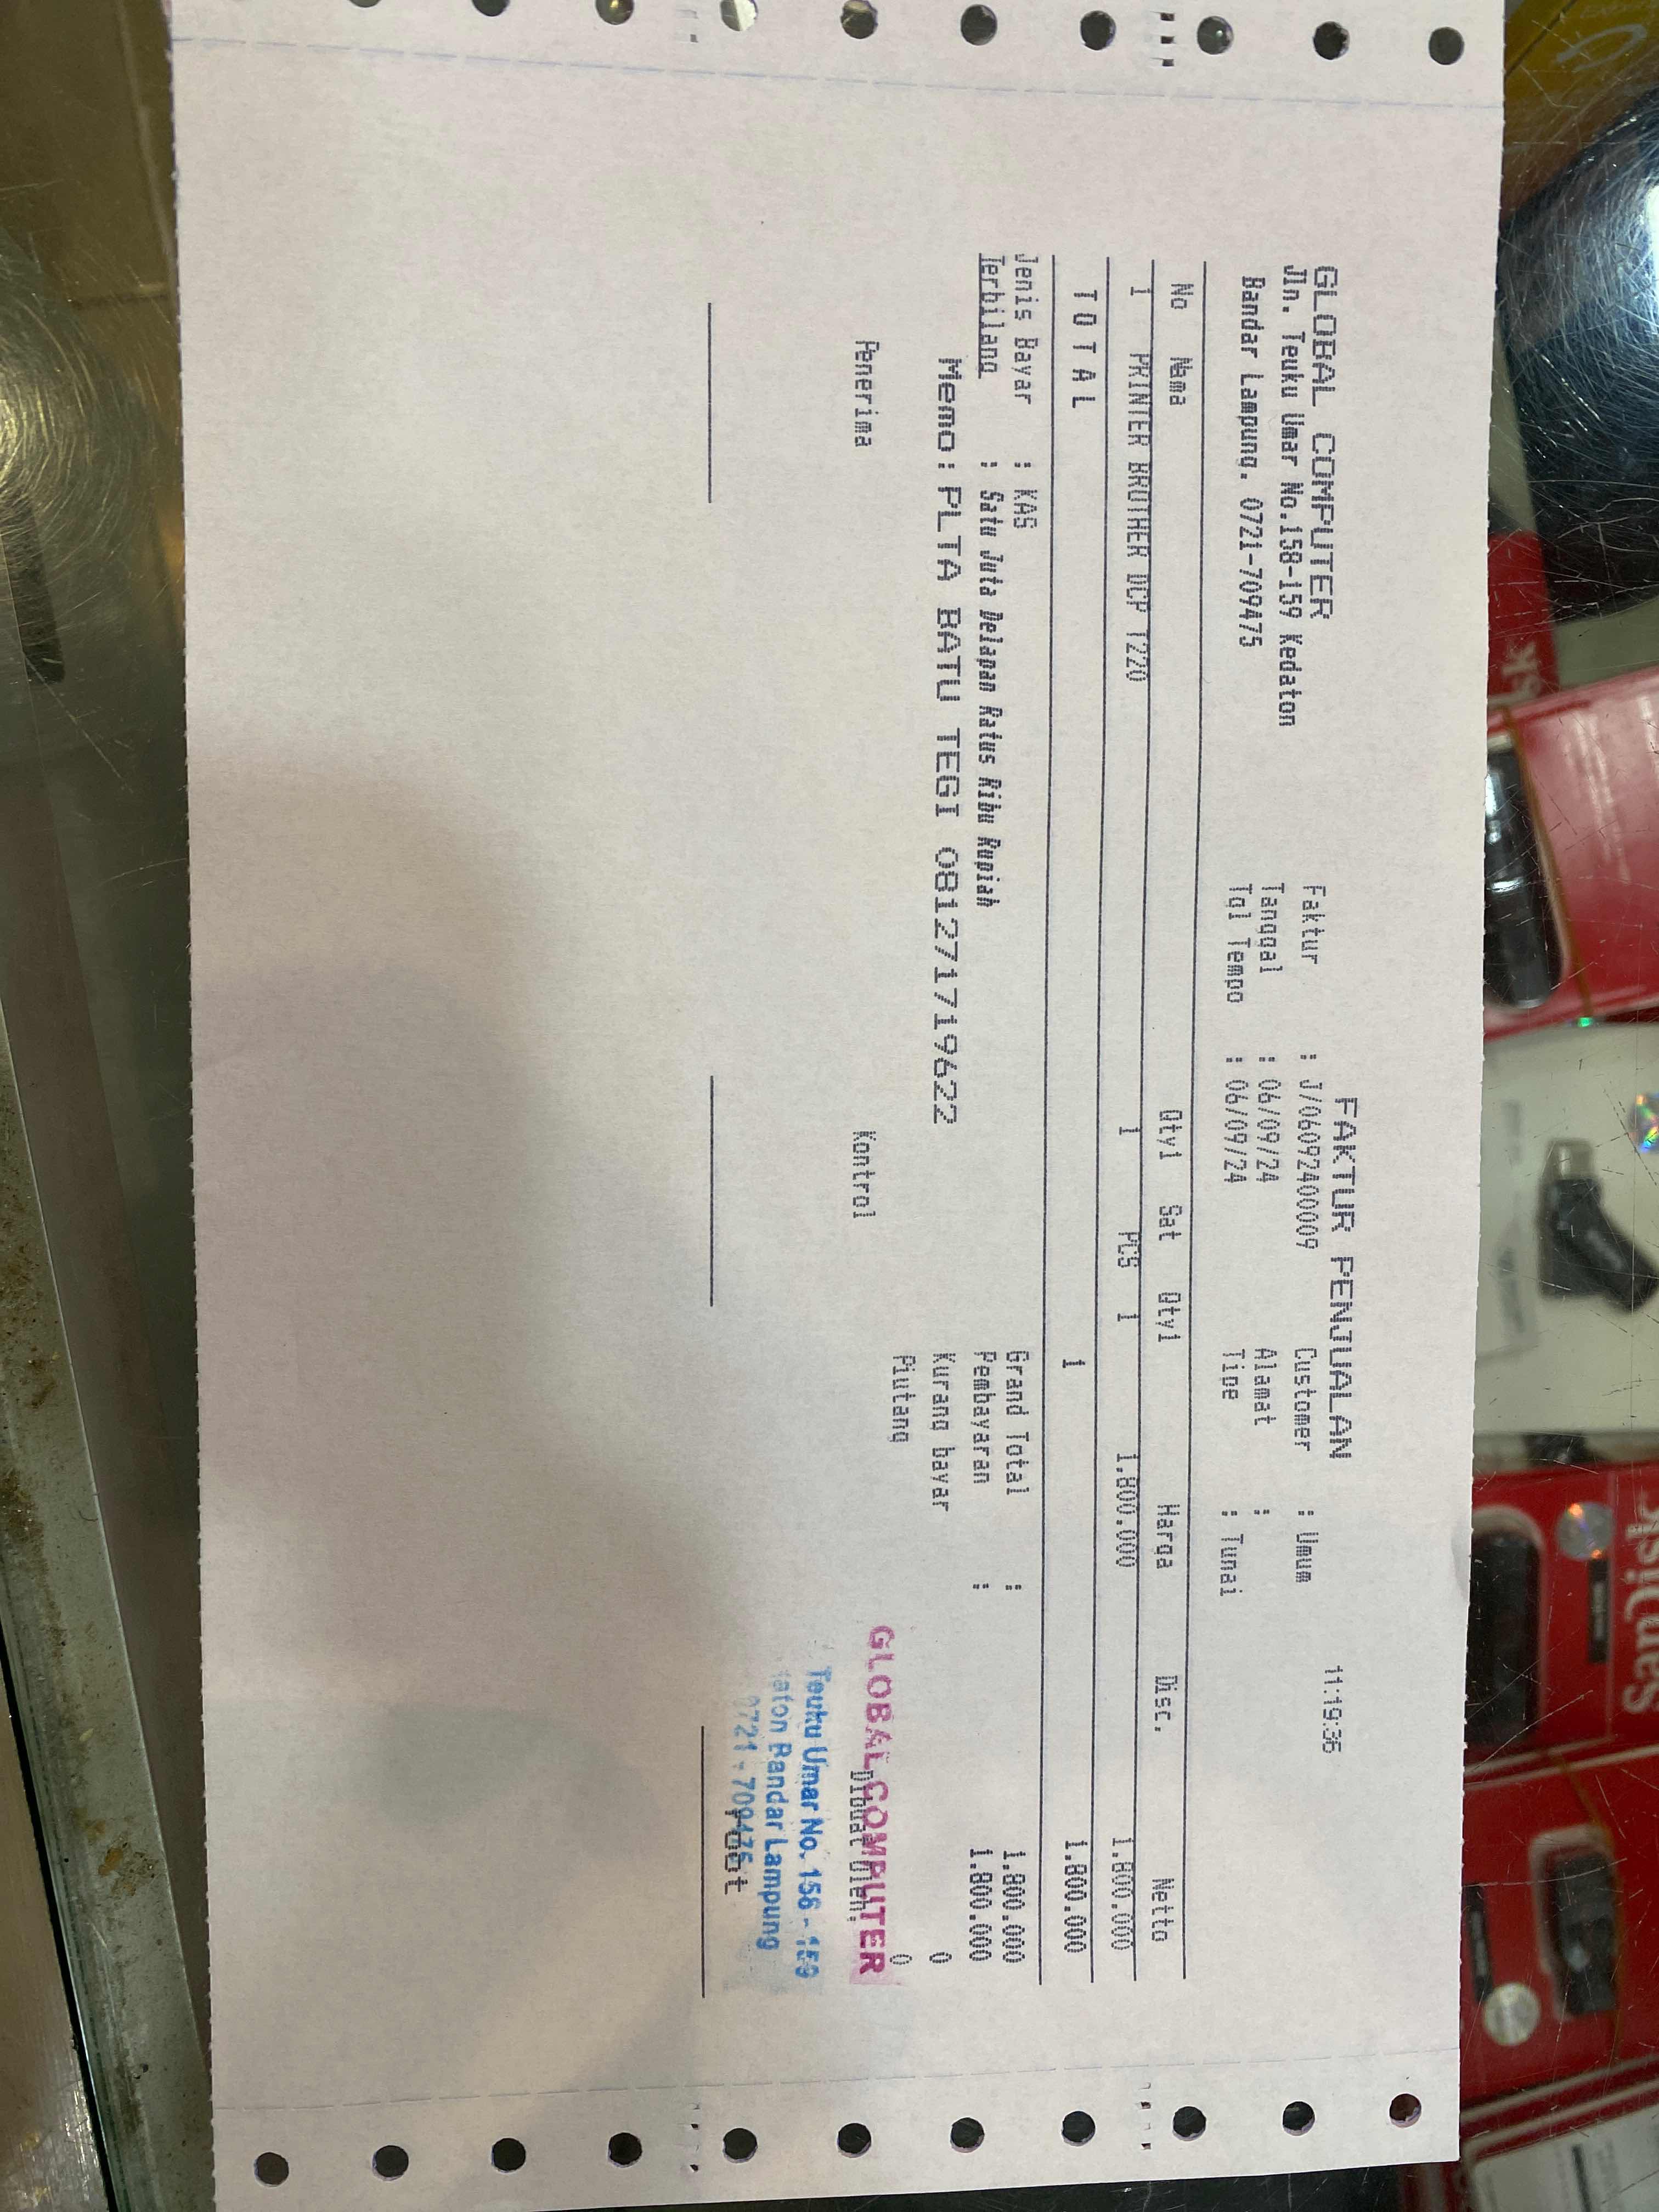 GLOBAL COMPUTER
Jln. Teuku Umar No.158-159 Kedaton
Bandar Lampung. 0721-709475
FAKTUR PENJUALAN 11:19:36
Faktur : J/0609240009 Customer : Umum
Tanggal : 06/09/24 Alamat :
Tgl Tempo : 06/09/24 Tipe : Tunai
No Nama Qty1 Sat Qty1 Harga Disc. Netto
1 PRINTER BROTHER DCP T220 1 PCS 1 1.800.000 1.800.000
T O T A L 1 1.800.000
Jenis Bayar : KAS Grand Total : 1.800.000
Terbilang : Satu Juta Delapan Ratus Ribu Rupiah Pembayaran : 1.800.000
Memo: PLTA BATU TEGI 081271719622 Kurang bayar 0
Piutang 0
Penerima Kontrol Dibuat Oleh,
GLOBAL COMPUTER
Teuku Umar No. 156 - 159
Bandar Lampung
0721 - 709475
SanDisk